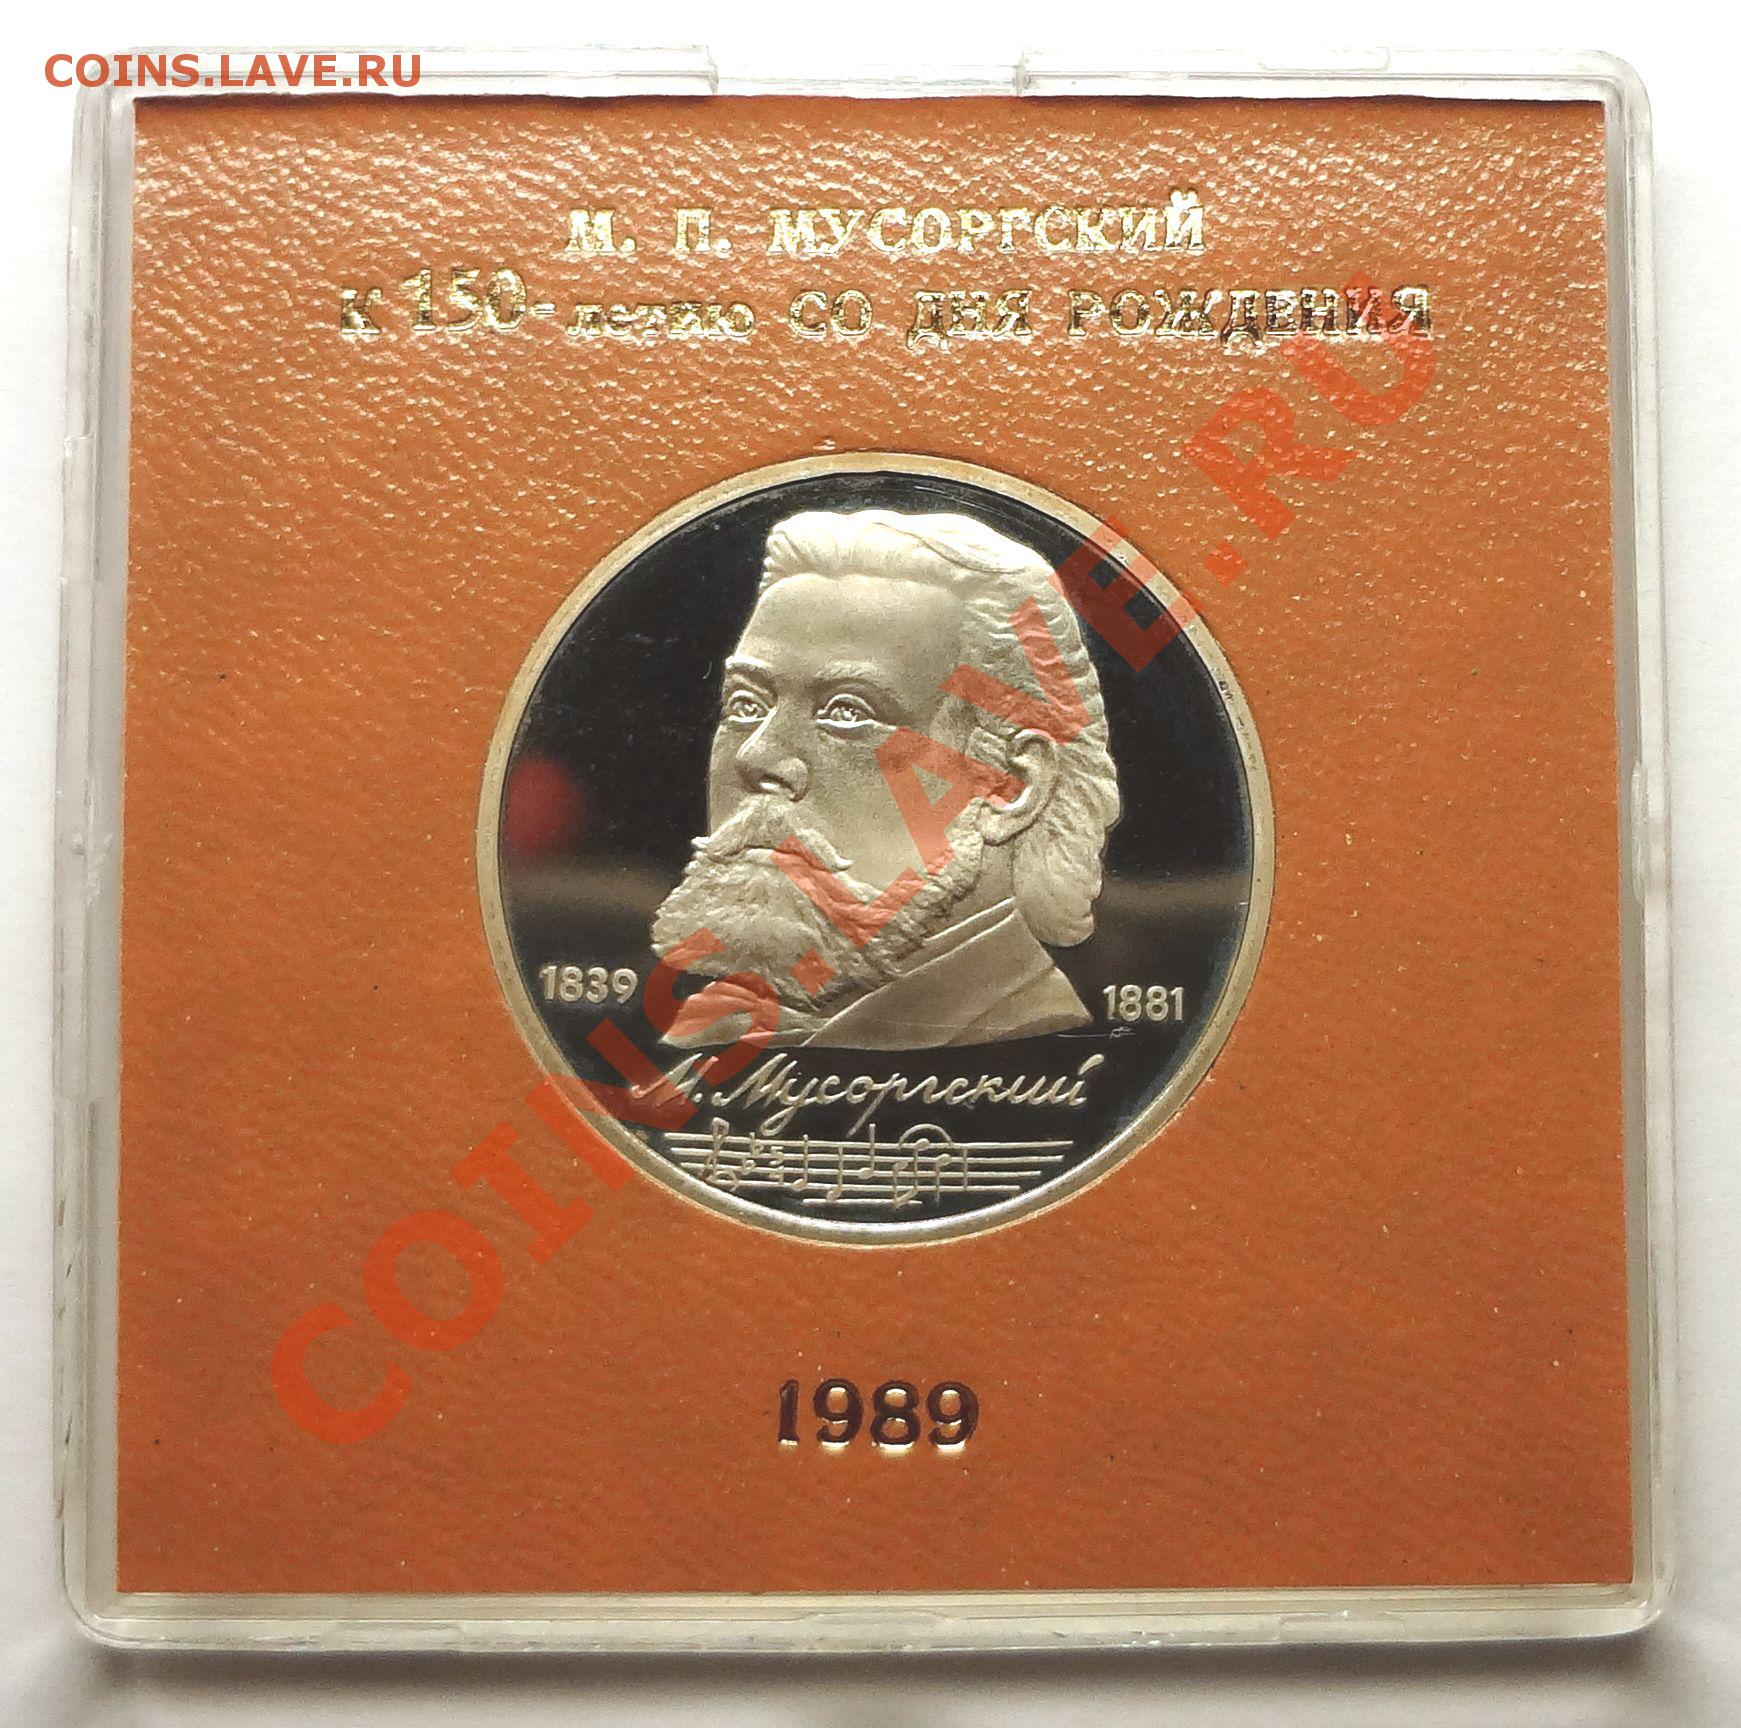 COINS.LAVE.RU
М. П. МУСОРГСКИЙ
К 150-летию СО ДНЯ РОЖДЕНИЯ
COINS.LAVE.RU
1839
1881
М. Мусоргский
1989